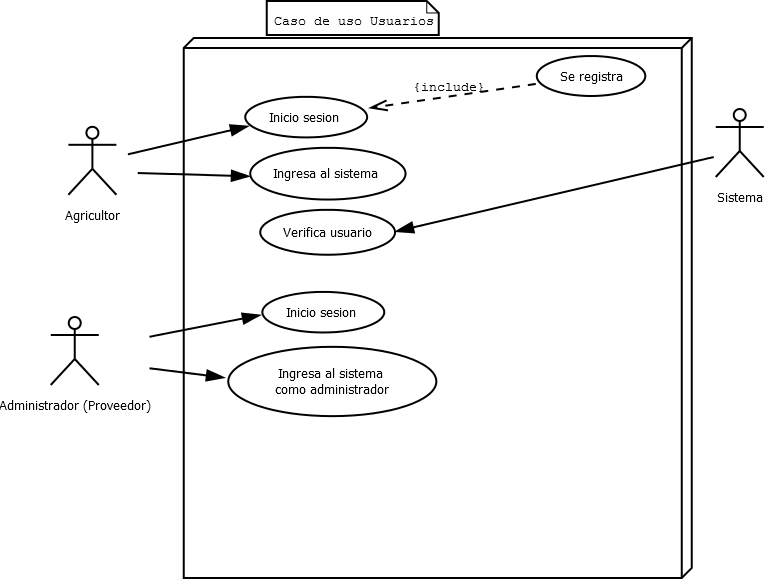 Caso de uso Usuarios
Se registra
{include}
Inicio sesion
Ingresa al sistema
Agricultor
Sistema
Verifica usuario
Inicio sesion
Ingresa al sistema
como administrador
Administrador (Proveedor)